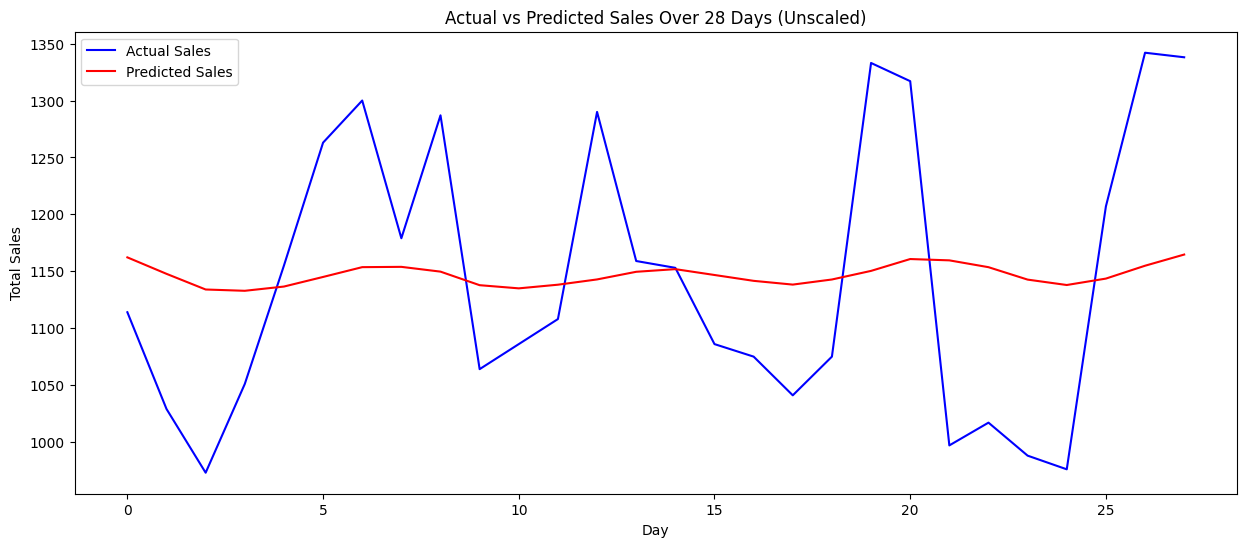 Actual vs Predicted Sales Over 28 Days (Unscaled)
Actual Sales
Predicted Sales
Total Sales
1350
1300
1250
1200
1150
1100
1050
1000
0 5 10 15 20 25
Day